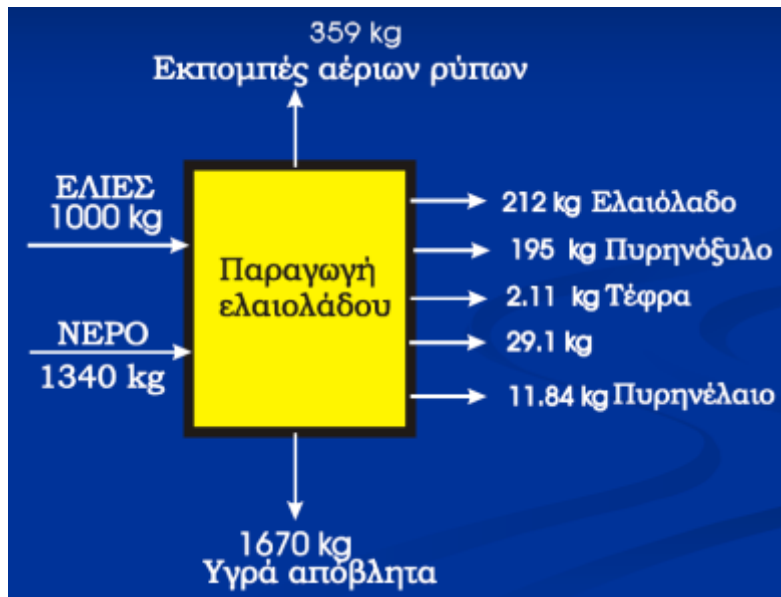 359 kg
Εκπομπές αέριων ρύπων
ΕΛΙΕΣ
1000 kg
ΝΕΡΟ
1340 kg
Παραγωγή
ελαιολάδου
212 kg Ελαιόλαδο
195 kg Πυρηνόξυλο
2.11 kg Τέφρα
29.1 kg
11.84 kg Πυρηνέλαιο
1670 kg
Υγρά απόβλητα